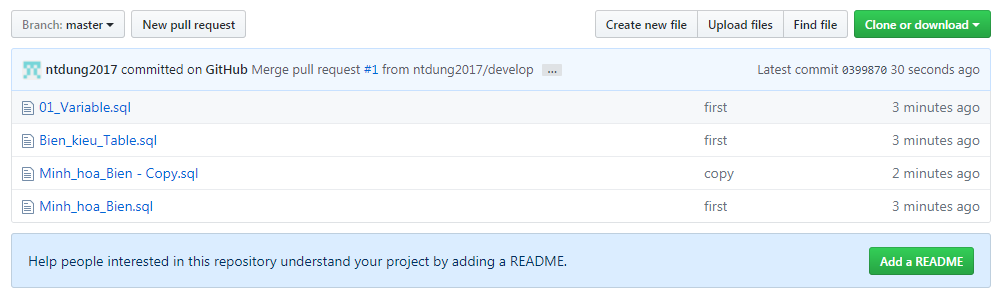 Branch: master New pull request Create new file Upload files Find file Clone or download
ntdung2017 committed on GitHub Merge pull request #1 from ntdung2017/develop ... Latest commit 0399870 30 seconds ago
01_Variable.sql first 3 minutes ago
Bien_kieu_Table.sql first 3 minutes ago
Minh_hoa_Bien - Copy.sql copy 2 minutes ago
Minh_hoa_Bien.sql first 3 minutes ago
Help people interested in this repository understand your project by adding a README. Add a README